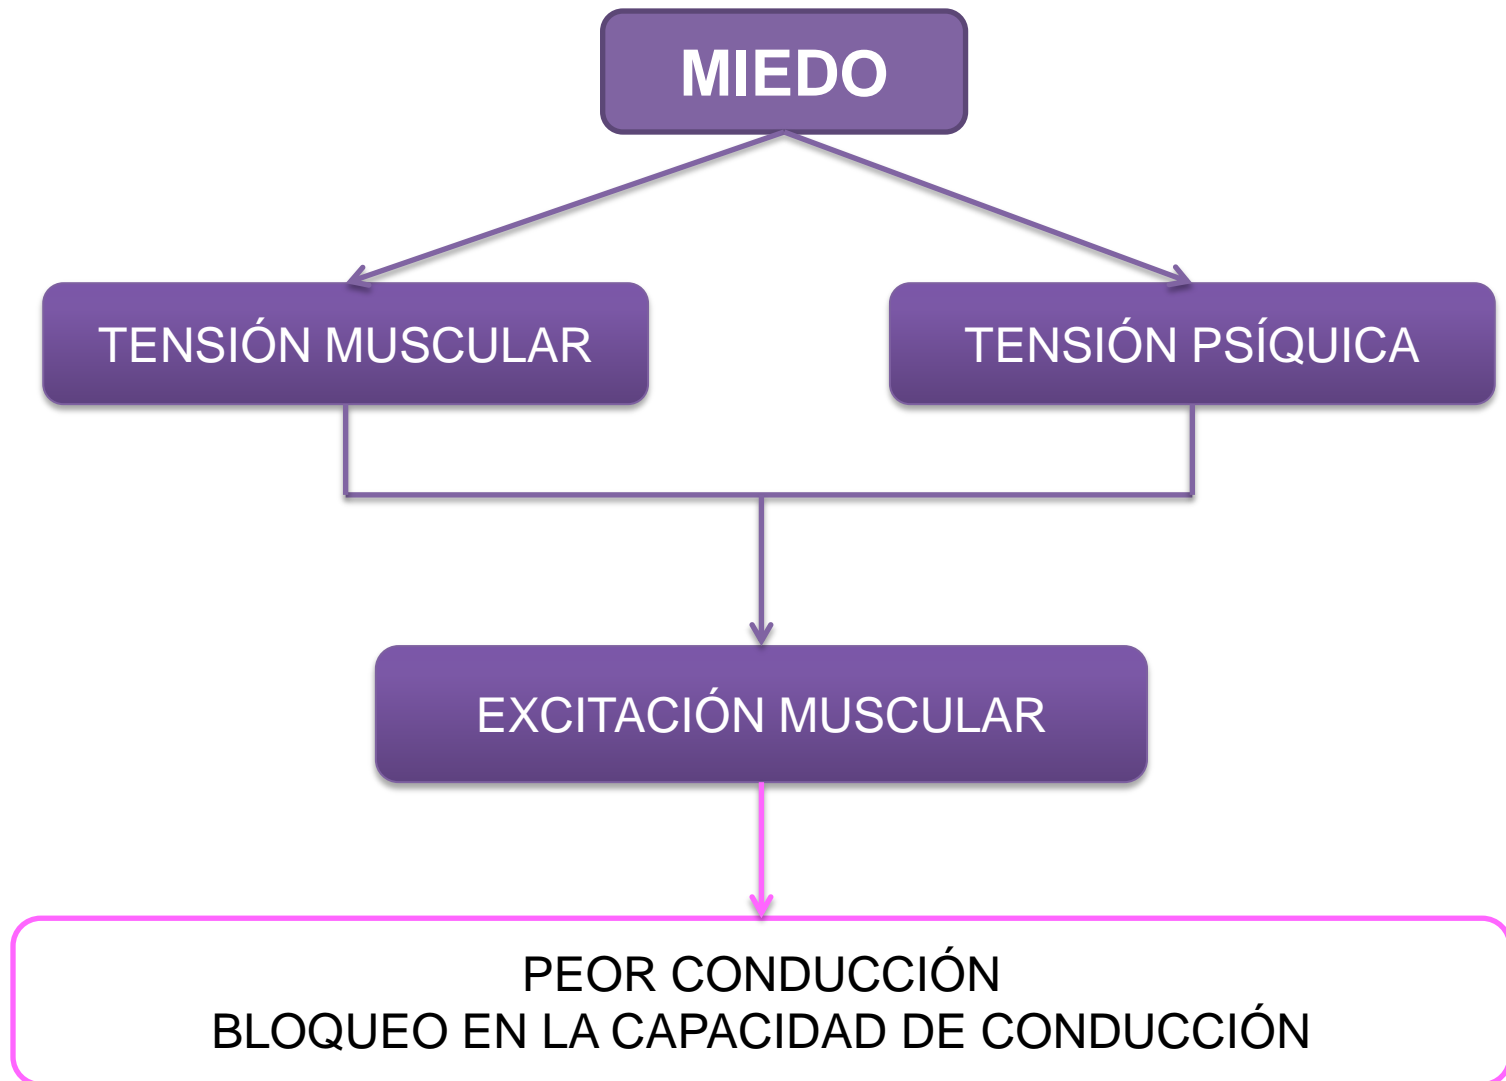 MIEDO
TENSIÓN MUSCULAR
TENSIÓN PSÍQUICA
EXCITACIÓN MUSCULAR
PEOR CONDUCCIÓN
BLOQUEO EN LA CAPACIDAD DE CONDUCCIÓN